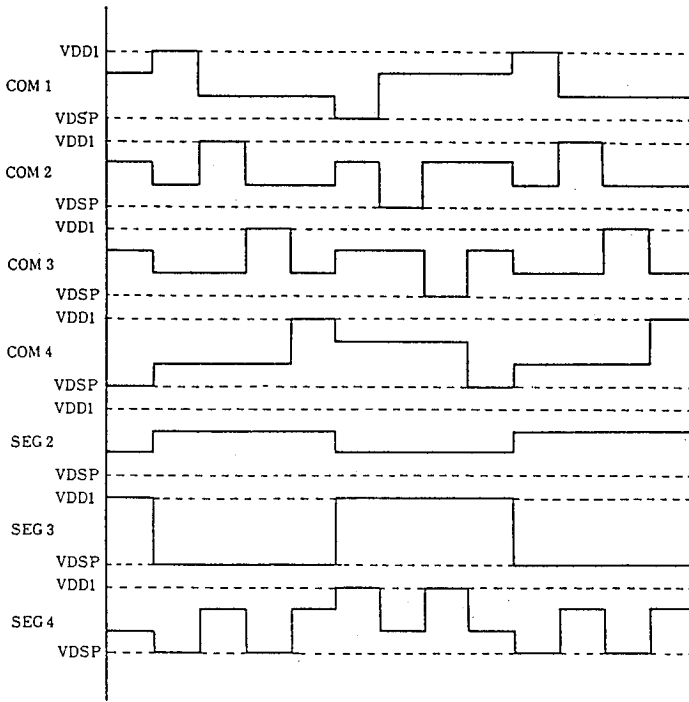 VDD1
COM 1
VDSP
VDD1
COM 2
VDSP
VDD1
COM 3
VDSP
VDD1
COM 4
VDSP
VDD1
SEG 2
VDSP
VDD1
SEG 3
VDSP
VDD1
SEG 4
VDSP